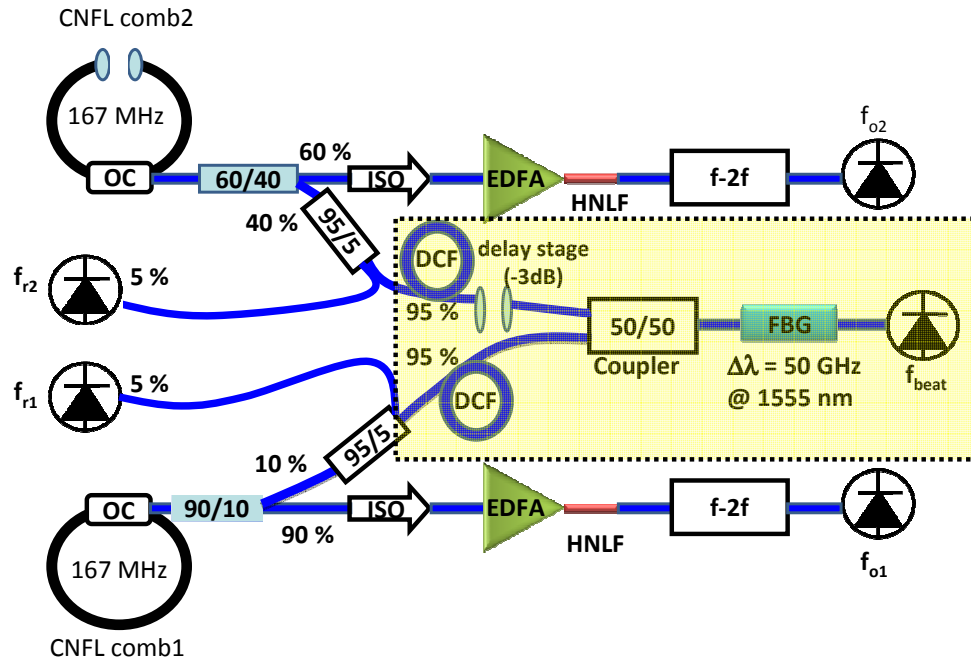 CNFL comb2
167 MHz
OC
60/40
60 %
ISO
EDFA
HNLF
f-2f
fo2
40 %
95/5
DCF
delay stage
(-3dB)
fr2
5 %
95 %
50/50
Coupler
FBG
Δλ = 50 GHz
@ 1555 nm
fbeat
95 %
DCF
fr1
5 %
95/5
10 %
OC
90/10
90 %
ISO
EDFA
HNLF
f-2f
fo1
167 MHz
CNFL comb1